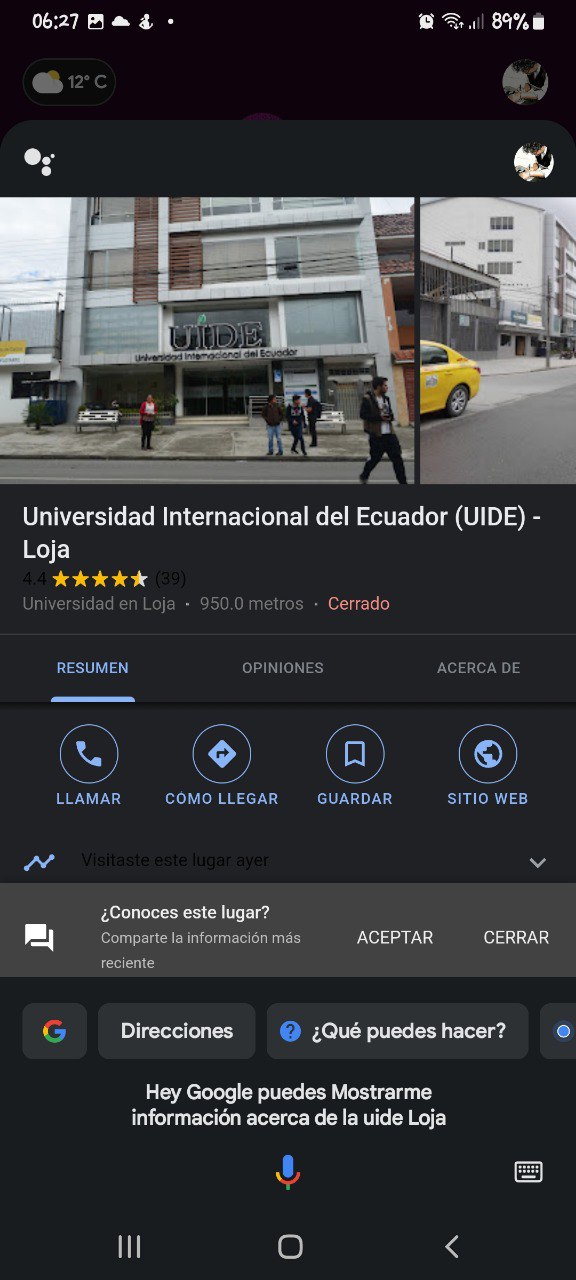 06:27
89%
12° C
UIDE
Universidad Internacional del Ecuador
Universidad Internacional del Ecuador (UIDE) -
Loja
4.4 (39)
Universidad en Loja · 950.0 metros · Cerrado
RESUMEN OPINIONES ACERCA DE
LLAMAR CÓMO LLEGAR GUARDAR SITIO WEB
Visitaste este lugar ayer
¿Conoces este lugar?
Comparte la información más
reciente
ACEPTAR CERRAR
Direcciones ¿Qué puedes hacer?
Hey Google puedes Mostrarme
información acerca de la uide Loja